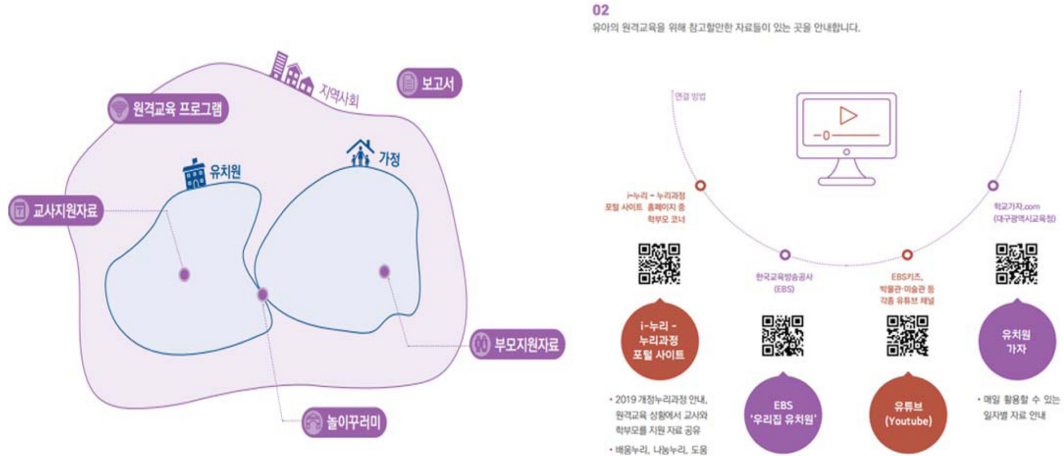 지역사회
보고서
원격교육 프로그램
유치원
가정
교사지원자료
부모지원자료
놀이꾸러미
02
유아의 원격교육을 위해 참고할만한 자료들이 있는 곳을 안내합니다.
연결 방법
i-누리 - 누리과정
포털 사이트 홈페이지 중
학부모 코너
한국교육방송공사
(EBS)
EBS키즈,
박물관·미술관 등
각종 유튜브 채널
학교가자.com
(대구광역시교육청)
i-누리 -
누리과정
포털 사이트
EBS
'우리집 유치원'
유튜브
(Youtube)
유치원
가자
• 2019 개정누리과정 안내,
원격교육 상황에서 교사와
학부모를 지원 자료 공유
• 배움누리, 나눔누리, 도움
• 매일 활용할 수 있는
일자별 자료 안내